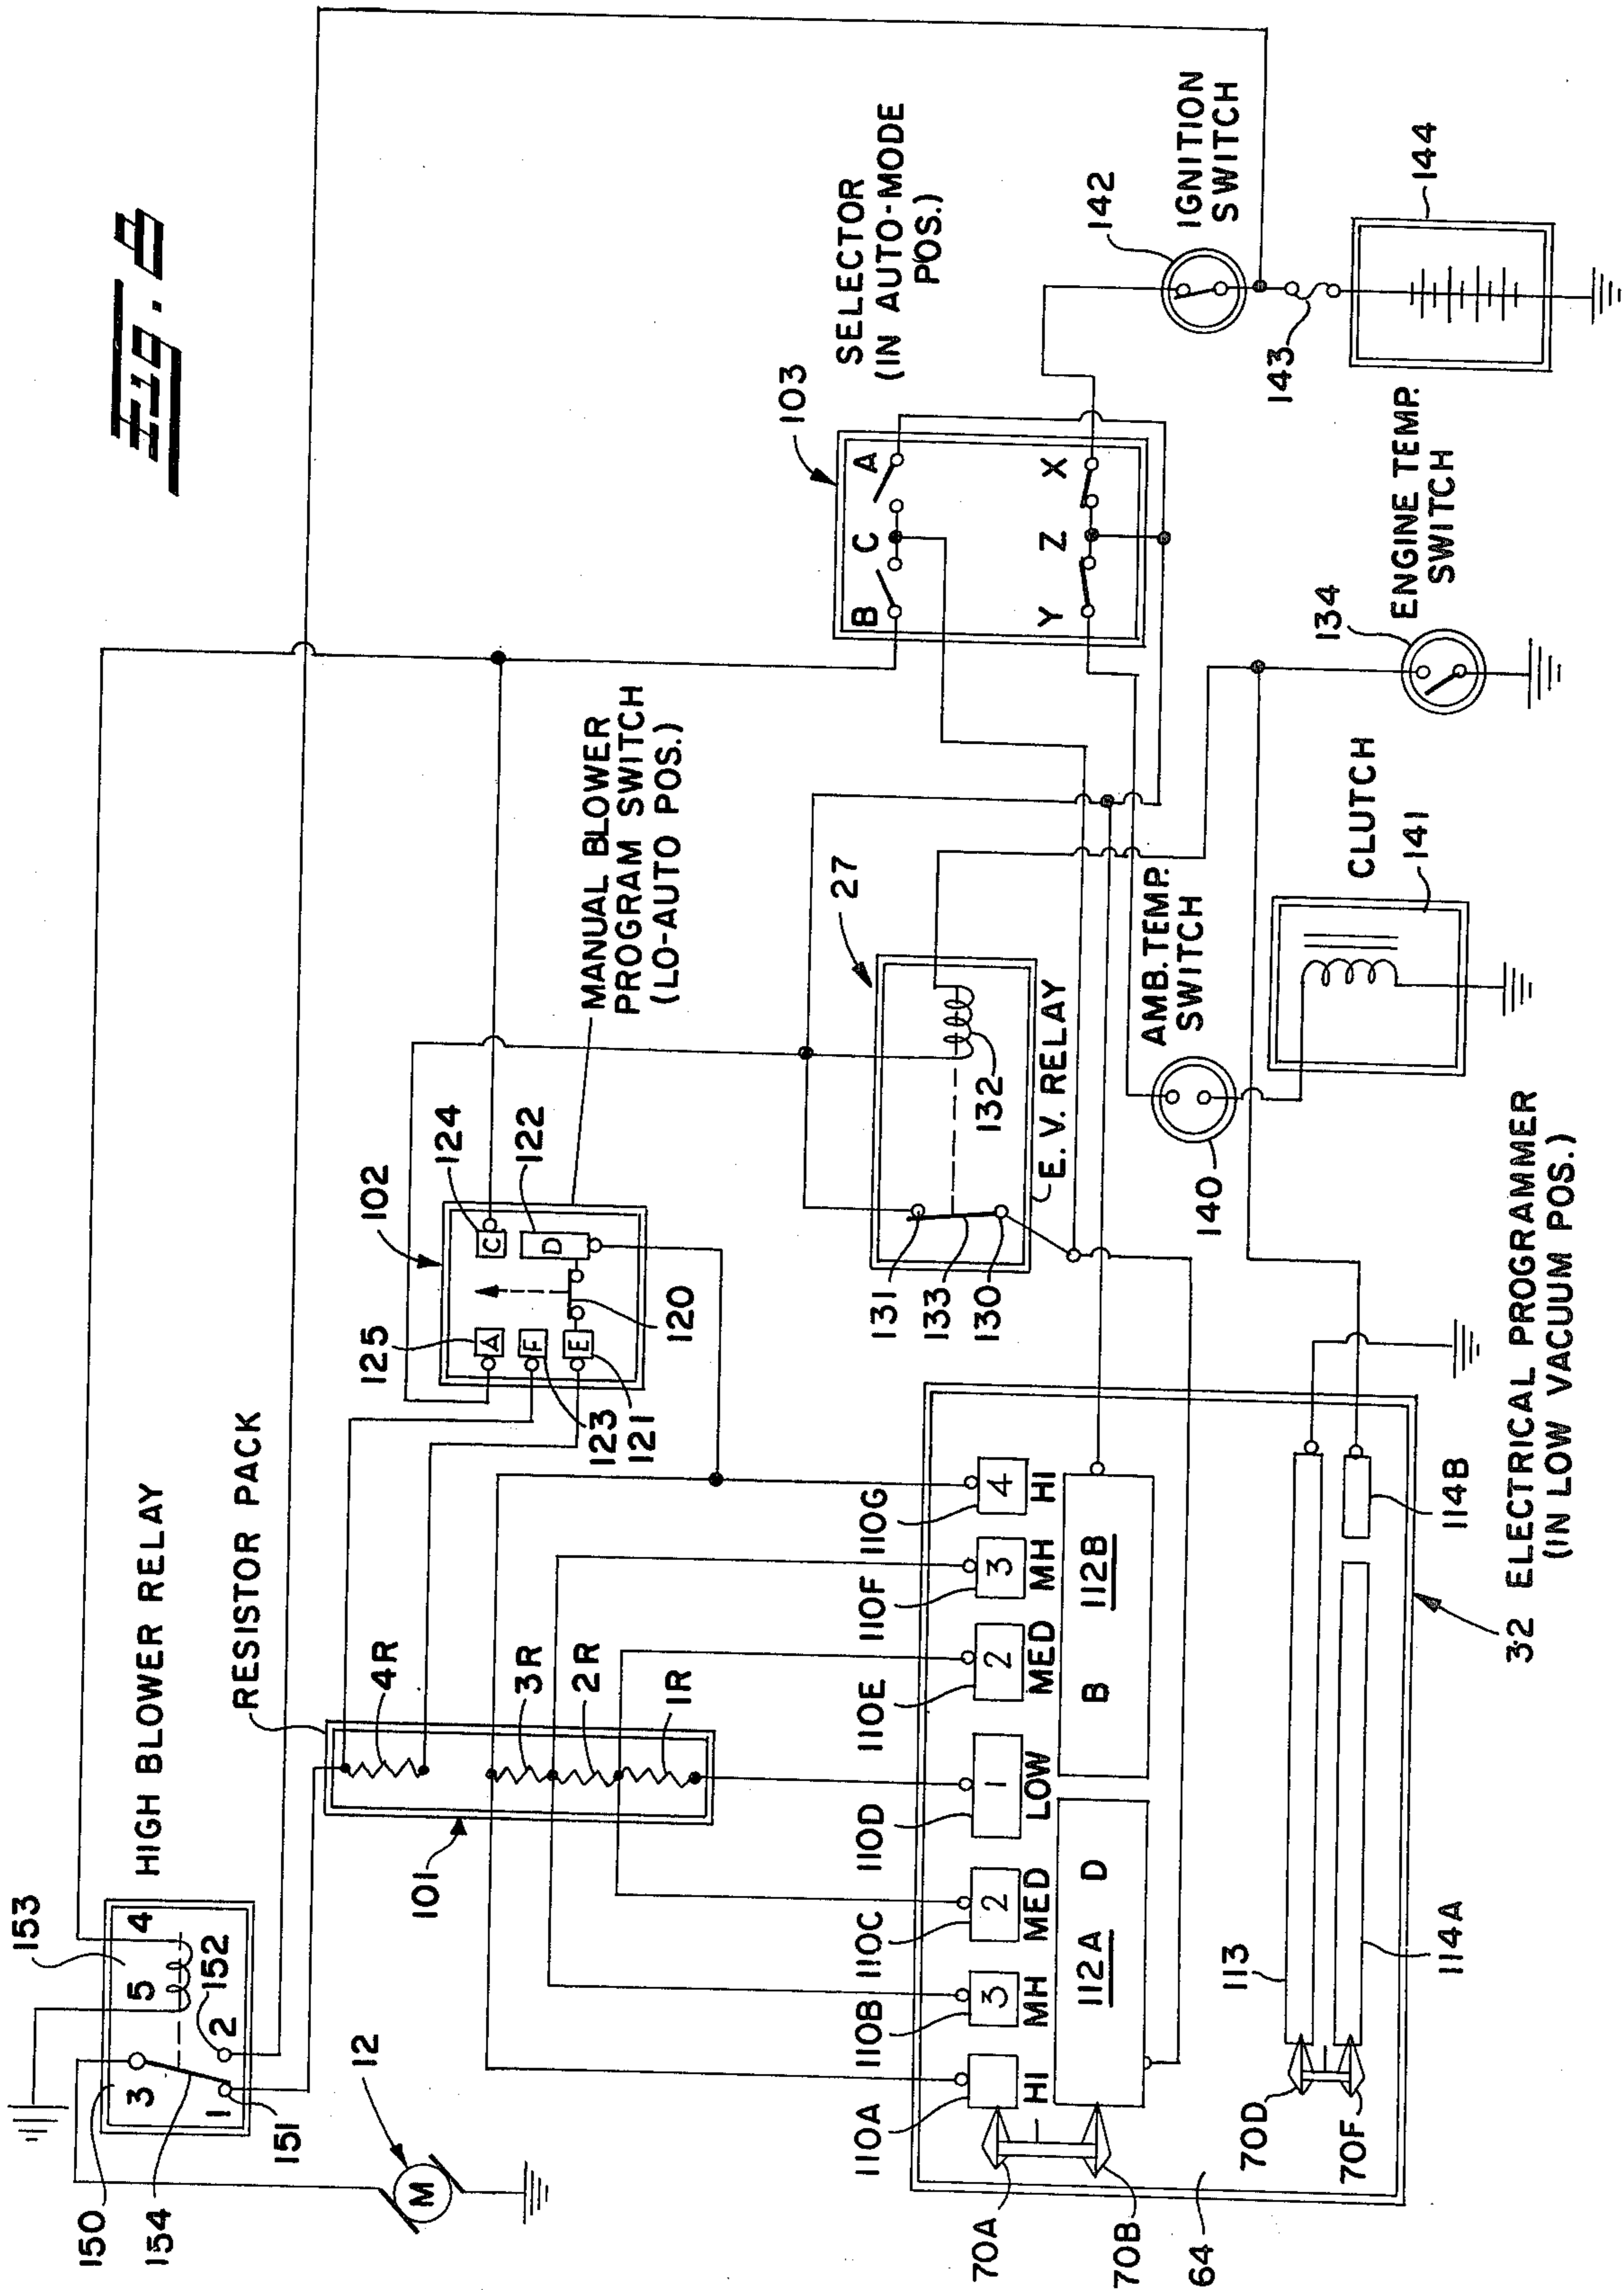 FIG. 8
HIGH BLOWER RELAY
153
150
154
151
152
3
5
4
1
2
12
M
RESISTOR PACK
101
4R
3R
2R
1R
102
125
124
122
123
121
120
A
F
E
C
D
MANUAL BLOWER
PROGRAM SWITCH
(LO-AUTO POS.)
103
SELECTOR
(IN AUTO-MODE
POS.)
B
C
A
Y
Z
X
142
IGNITION
SWITCH
143
144
ENGINE TEMP.
SWITCH
134
CLUTCH
141
AMB. TEMP.
SWITCH
140
27
E. V. RELAY
131
133
130
132
110A
110B
110C
110D
110E
110F
110G
3
2
1
2
3
4
HI
MH
MED
LOW
MED
MH
HI
112A
D
B
112B
70A
70B
64
70D
70F
113
114A
114B
32 ELECTRICAL PROGRAMMER
(IN LOW VACUUM POS.)